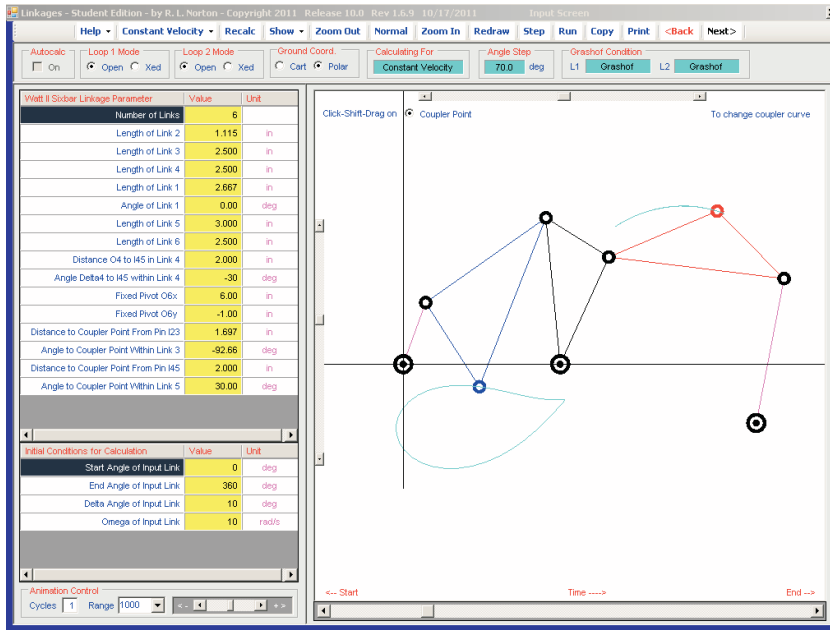 Linkages - Student Edition - by R. L. Norton - Copyright 2011 Release 10.0 Rev 1.6.9 10/17/2011 Input Screen
Help Constant Velocity Recalc Show Zoom Out Normal Zoom In Redraw Step Run Copy Print <Back Next>
Autocalc Loop 1 Mode Loop 2 Mode Ground Coord. Calculating For Angle Step Grashof Condition
On Open Xed Open Xed Cart Polar Constant Velocity 70.0 deg L1 Grashof L2 Grashof
Watt II Sixbar Linkage Parameter Value Unit
Number of Links 6
Length of Link 2 1.115 in
Length of Link 3 2.500 in
Length of Link 4 2.500 in
Length of Link 1 2.667 in
Angle of Link 1 0.00 deg
Length of Link 5 3.000 in
Length of Link 6 2.500 in
Distance O4 to I45 in Link 4 2.000 in
Angle Delta4 to I45 within Link 4 -30 deg
Fixed Pivot O6x 6.00 in
Fixed Pivot O6y -1.00 in
Distance to Coupler Point From Pin I23 1.697 in
Angle to Coupler Point Within Link 3 -92.66 deg
Distance to Coupler Point From Pin I45 2.000 in
Angle to Coupler Point Within Link 5 30.00 deg
Initial Conditions for Calculation Value Unit
Start Angle of Input Link 0 deg
End Angle of Input Link 360 deg
Delta Angle of Input Link 10 deg
Omega of Input Link 10 rad/s
Animation Control
Cycles 1 Range 1000 <- +>
Click-Shift-Drag on Coupler Point To change coupler curve
<-- Start Time ----> End -->